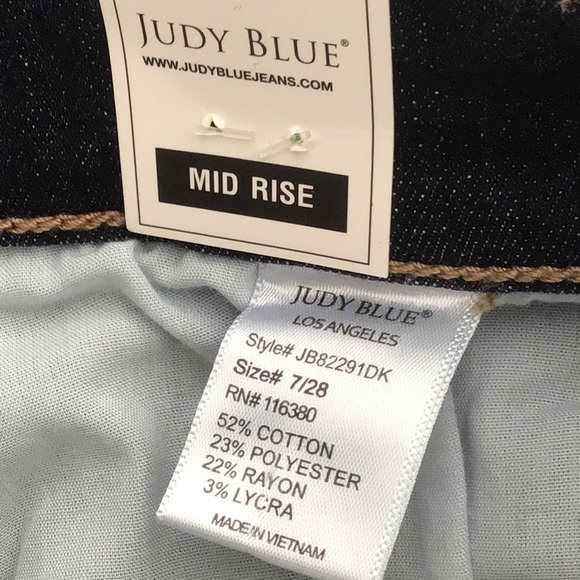 JUDY BLUE®
WWW.JUDYBLUEJEANS.COM
MID RISE
JUDY BLUE®
LOS ANGELES
Style# JB82291DK
Size# 7/28
RN# 116380
52% COTTON
23% POLYESTER
22% RAYON
3% LYCRA
MADE IN VIETNAM